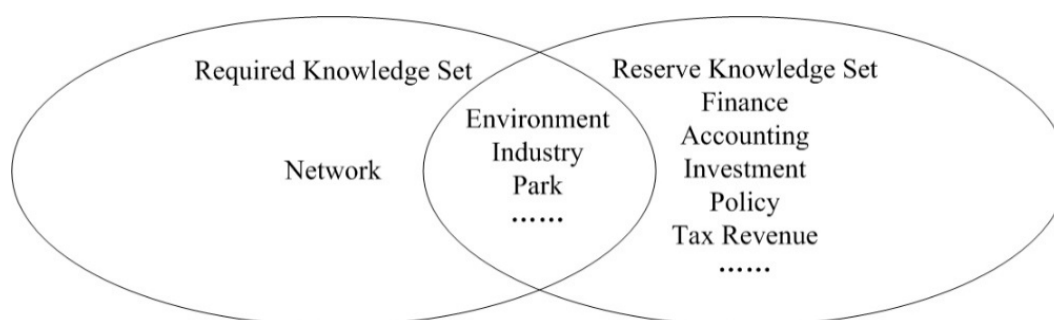 Required Knowledge Set
Network
Environment
Industry
Park
……
Reserve Knowledge Set
Finance
Accounting
Investment
Policy
Tax Revenue
……